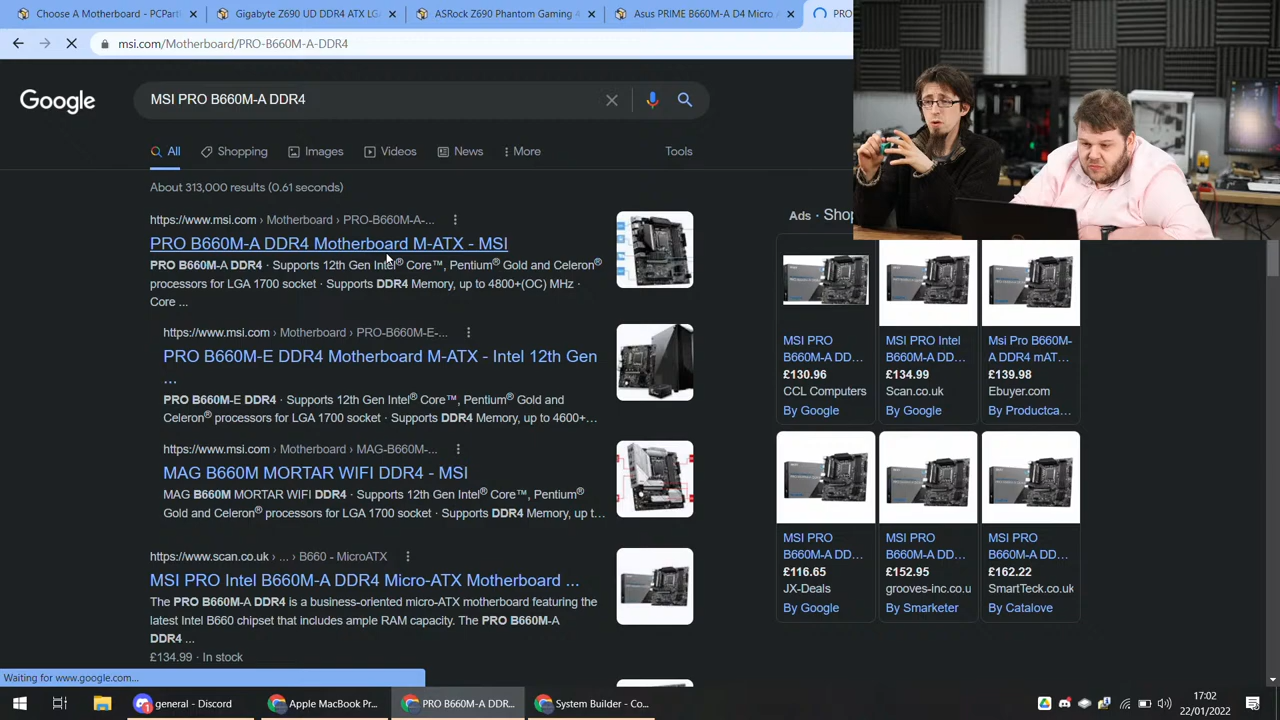 Choose A Motherboard - PCPart
Gigabyte Z690 UD DDR4 ATX LG
ASRock Z690 Phantom Gaming 4
Asus PRIME B660M-A D4 Micro
PRO
msi.com/Motherboard/PRO-B660M-A-DDR4
Google
MSI PRO B660M-A DDR4
All
Shopping
Images
News
More
Tools
About 313,000 results (0.61 seconds)
https://www.msi.com › Motherboard › PRO-B660M-A-...
PRO B660M-A DDR4 Motherboard M-ATX - MSI
PRO B660M-A DDR4 · Supports 12th Gen Intel® Core™, Pentium® Gold and Celeron®
processors for LGA 1700 socket · Supports DDR4 Memory, up to 4800+(OC) MHz ·
Core ...
https://www.msi.com › Motherboard › PRO-B660M-E-...
PRO B660M-E DDR4 Motherboard M-ATX - Intel 12th Gen
...
PRO B660M-E DDR4 · Supports 12th Gen Intel® Core™, Pentium® Gold and
Celeron® processors for LGA 1700 socket · Supports DDR4 Memory, up to 4600+...
https://www.msi.com › Motherboard › MAG-B660M-...
MAG B660M MORTAR WIFI DDR4 - MSI
MAG B660M MORTAR WIFI DDR4 · Supports 12th Gen Intel® Core™, Pentium®
Gold and Celeron® processors for LGA 1700 socket · Supports DDR4 Memory, up t...
https://www.scan.co.uk › ... › B660 - MicroATX
MSI PRO Intel B660M-A DDR4 Micro-ATX Motherboard ...
The PRO B660M-A DDR4 is a business-oriented micro-ATX motherboard featuring the
latest Intel B660 chipset that has ample RAM capacity. The PRO B660M-A
DDR4 ...
£134.99 · In stock
Ads · Shop
MSI PRO
B660M-A DD...
£130.96
CCL Computers
By Google
MSI PRO Intel
B660M-A DD...
£134.99
Scan.co.uk
By Google
Msi Pro B660M-
A DDR4 mAT...
£139.98
Ebuyer.com
By Productca...
MSI PRO
B660M-A DD...
£116.65
JX-Deals
By Google
MSI PRO
B660M-A DD...
£152.95
grooves-inc.co.u
By Smarketer
MSI PRO
B660M-A DD...
£162.22
SmartTeck.co.uk
By Catalove
Waiting for www.google.com...
general - Discord
Apple
PRO B660M-A DDR...
System Builder - Co...
17:02
22/01/2022